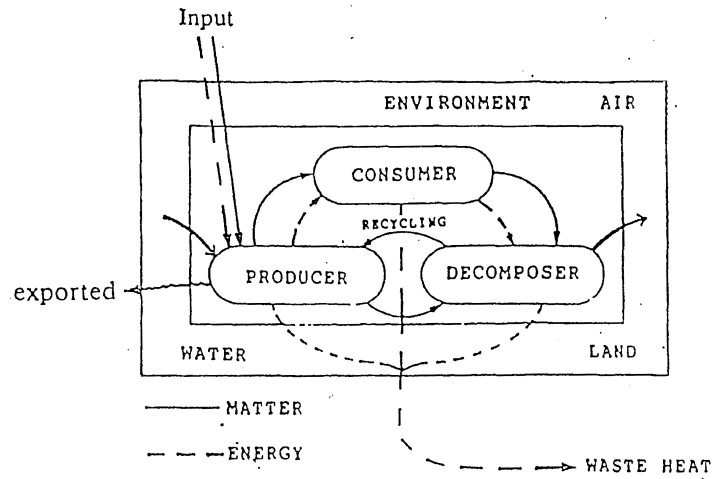 Input
ENVIRONMENT AIR
CONSUMER
RECYCLING
PRODUCER
DECOMPOSER
exported
WATER
LAND
MATTER
ENERGY
WASTE HEAT